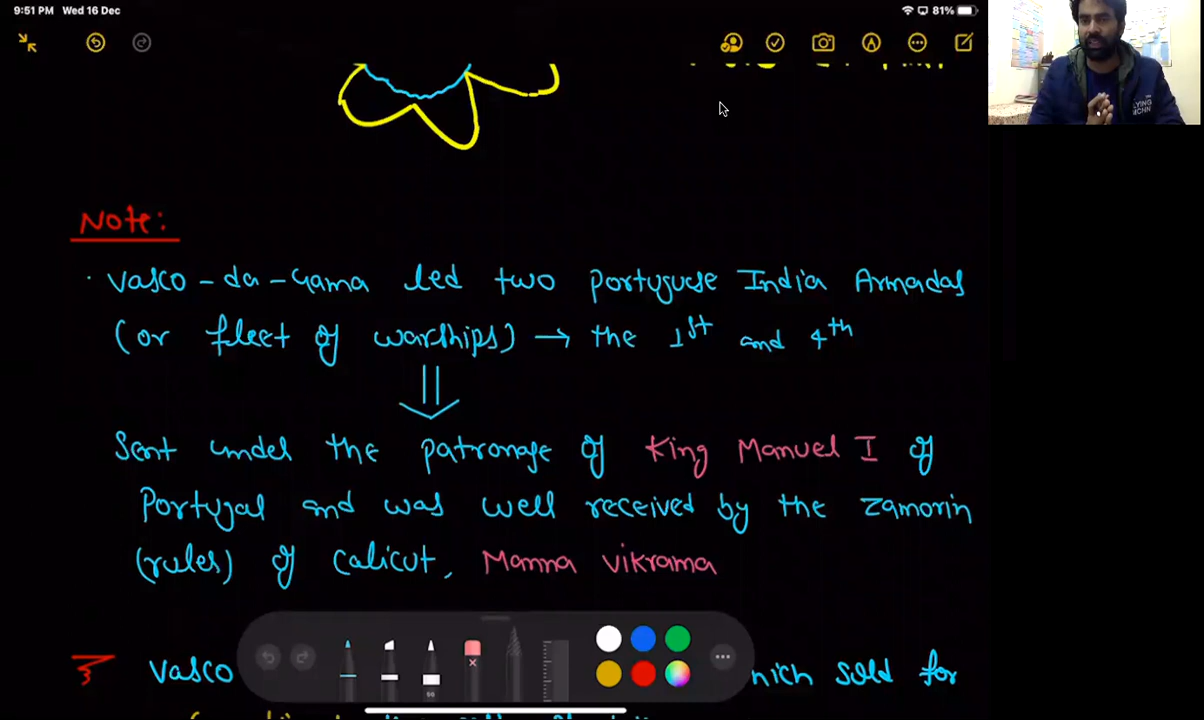 9:51 PM Wed 16 Dec
81%
Note:
· Vasco-da-Gama led two Portuguese India Armadas
(or fleet of warships) → the 1st and 4th
Sent under the patronage of King Manuel I of
Portugal and was well received by the Zamorin
(ruler) of Calicut, Manna Vikrama
Vasco
which sold for